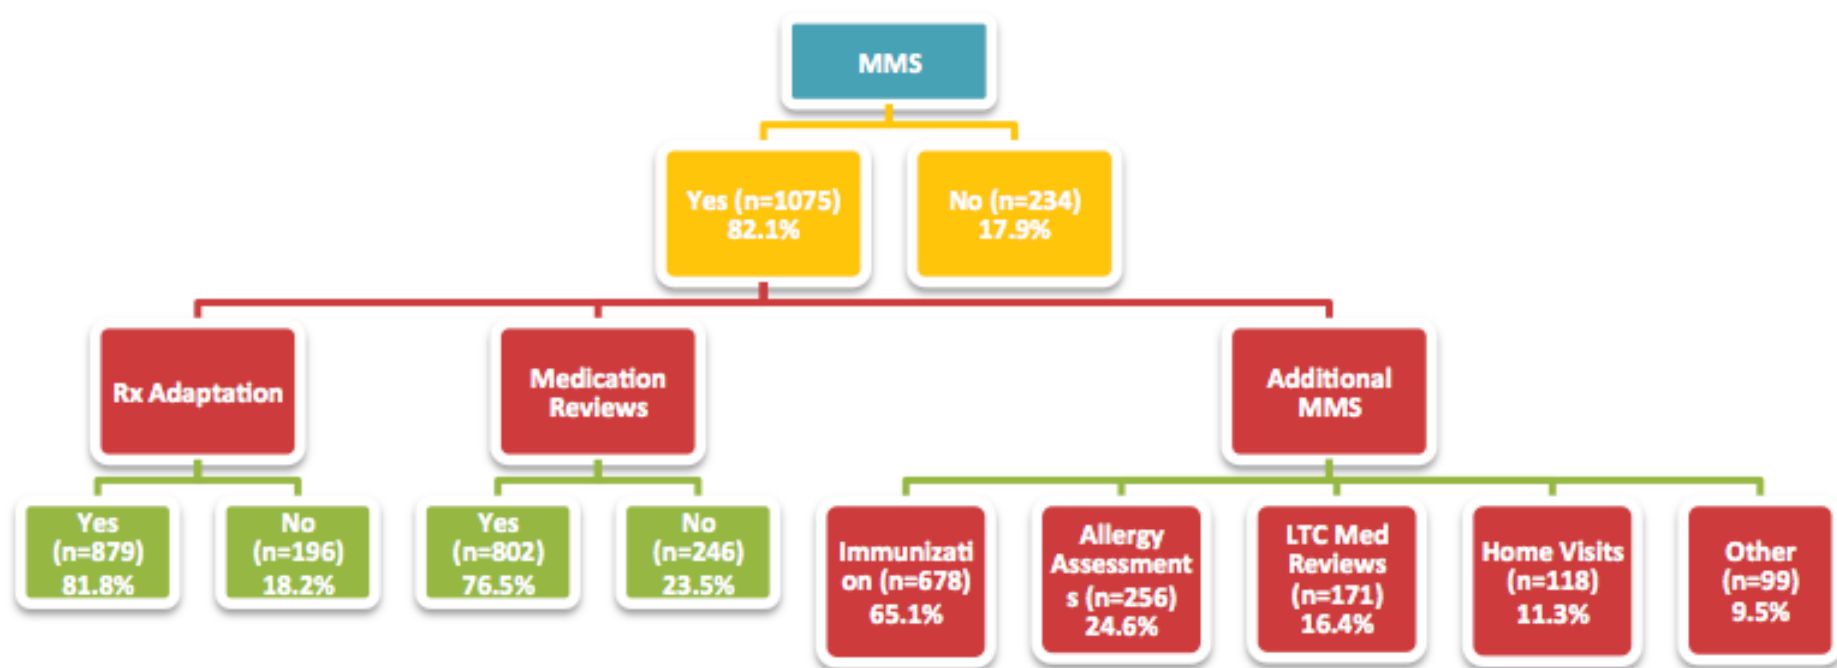 MMS
Yes (n=1075)
82.1%
No (n=234)
17.9%
Rx Adaptation
Medication
Reviews
Additional
MMS
Yes
(n=879)
81.8%
No
(n=196)
18.2%
Yes
(n=802)
76.5%
No
(n=246)
23.5%
Immunizati
on (n=678)
65.1%
Allergy
Assessment
s (n=256)
24.6%
LTC Med
Reviews
(n=171)
16.4%
Home Visits
(n=118)
11.3%
Other
(n=99)
9.5%